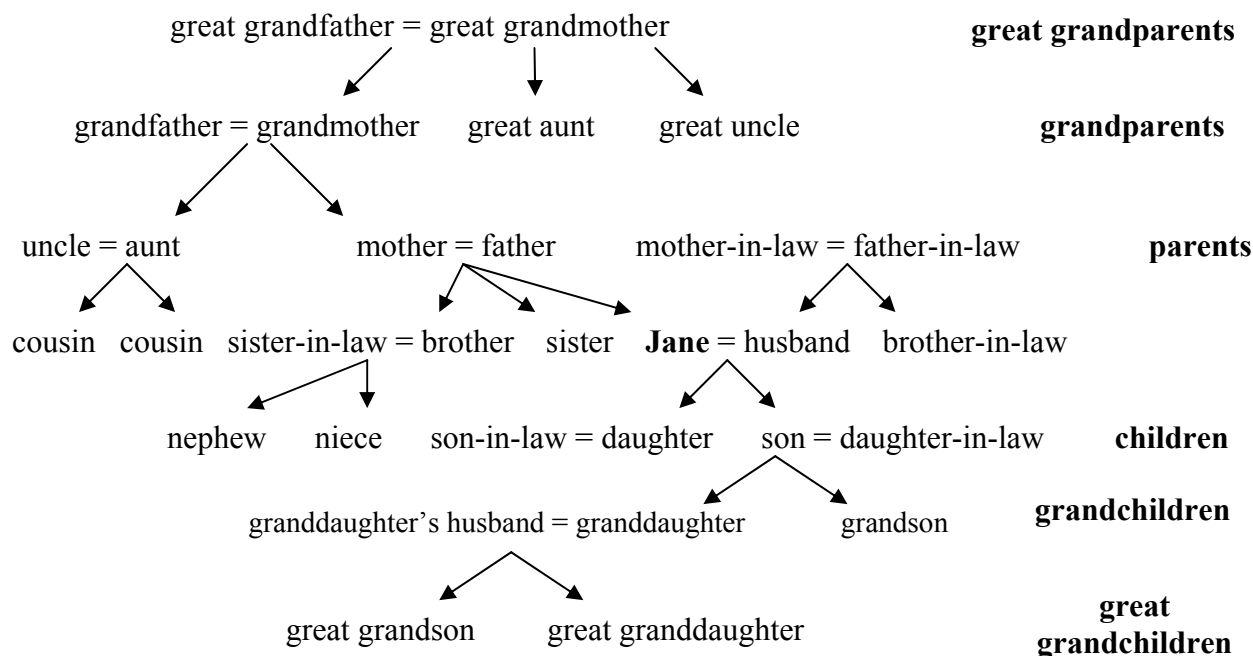 great grandfather = great grandmother great grandparents
grandfather = grandmother great aunt great uncle grandparents
uncle = aunt mother = father mother-in-law = father-in-law parents
cousin cousin sister-in-law = brother sister Jane = husband brother-in-law
nephew niece son-in-law = daughter son = daughter-in-law children
granddaughter’s husband = granddaughter grandson grandchildren
great grandson great granddaughter great
grandchildren